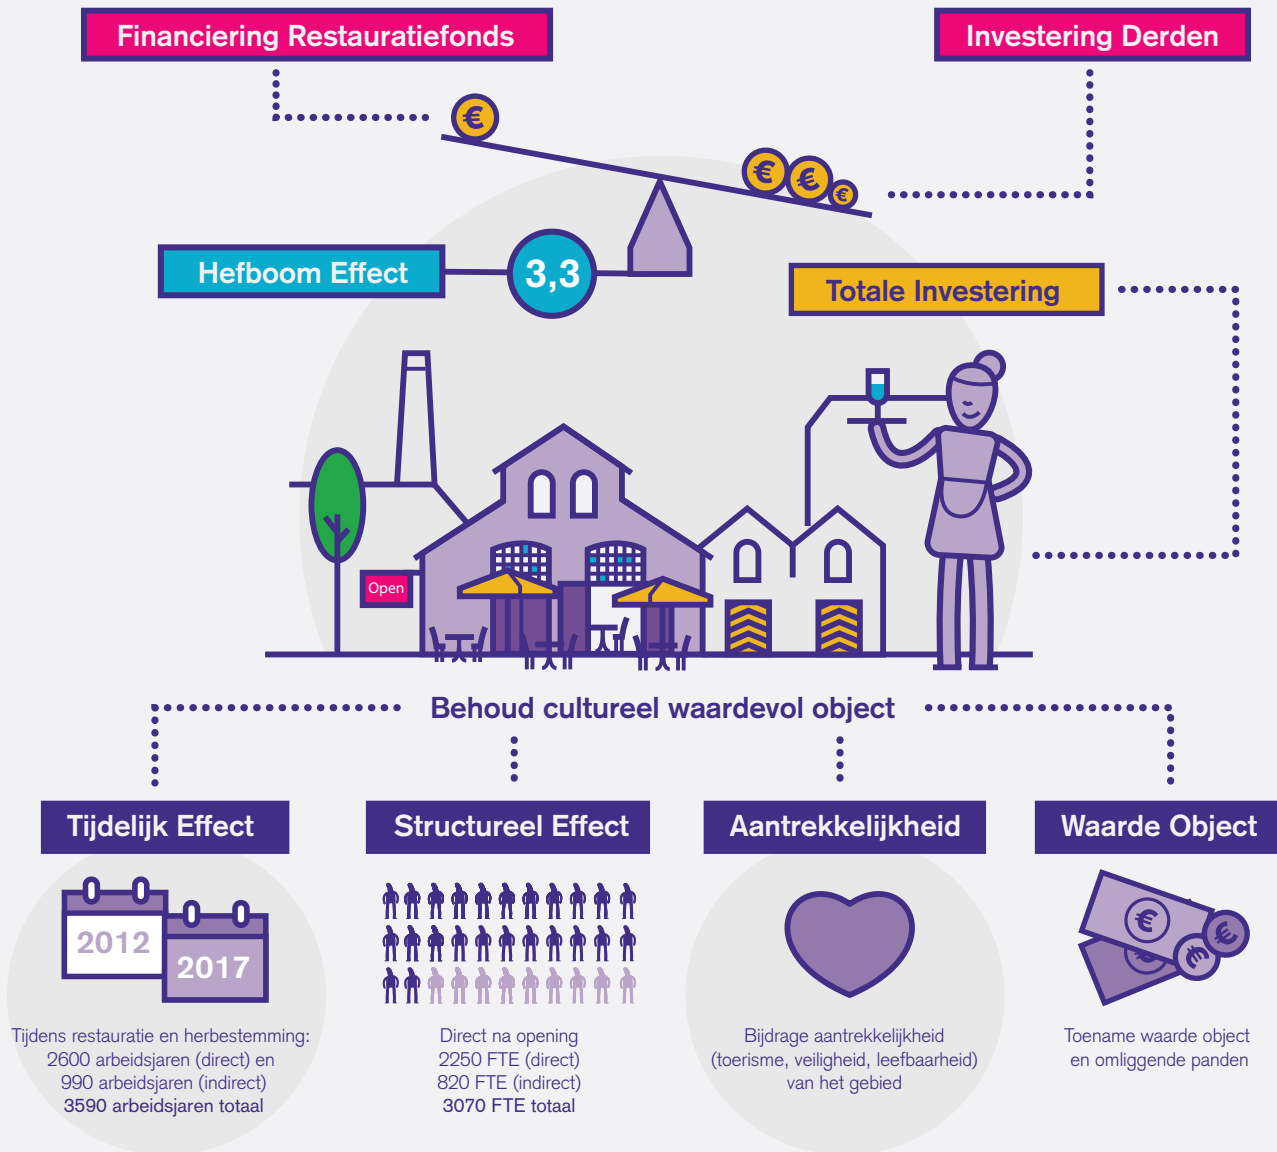 Financiering Restauratiefonds
Investering Derden
€
€
€
€
Hefboom Effect
3,3
Totale Investering
Open
Behoud cultureel waardevol object
Tijdelijk Effect
2012
2017
Tijdens restauratie en herbestemming:
2600 arbeidsjaren (direct) en
990 arbeidsjaren (indirect)
3590 arbeidsjaren totaal
Structureel Effect
Direct na opening
2250 FTE (direct)
820 FTE (indirect)
3070 FTE totaal
Aantrekkelijkheid
Bijdrage aantrekkelijkheid
(toerisme, veiligheid, leefbaarheid)
van het gebied
Waarde Object
€
€
€
€
Toename waarde object
en omliggende panden